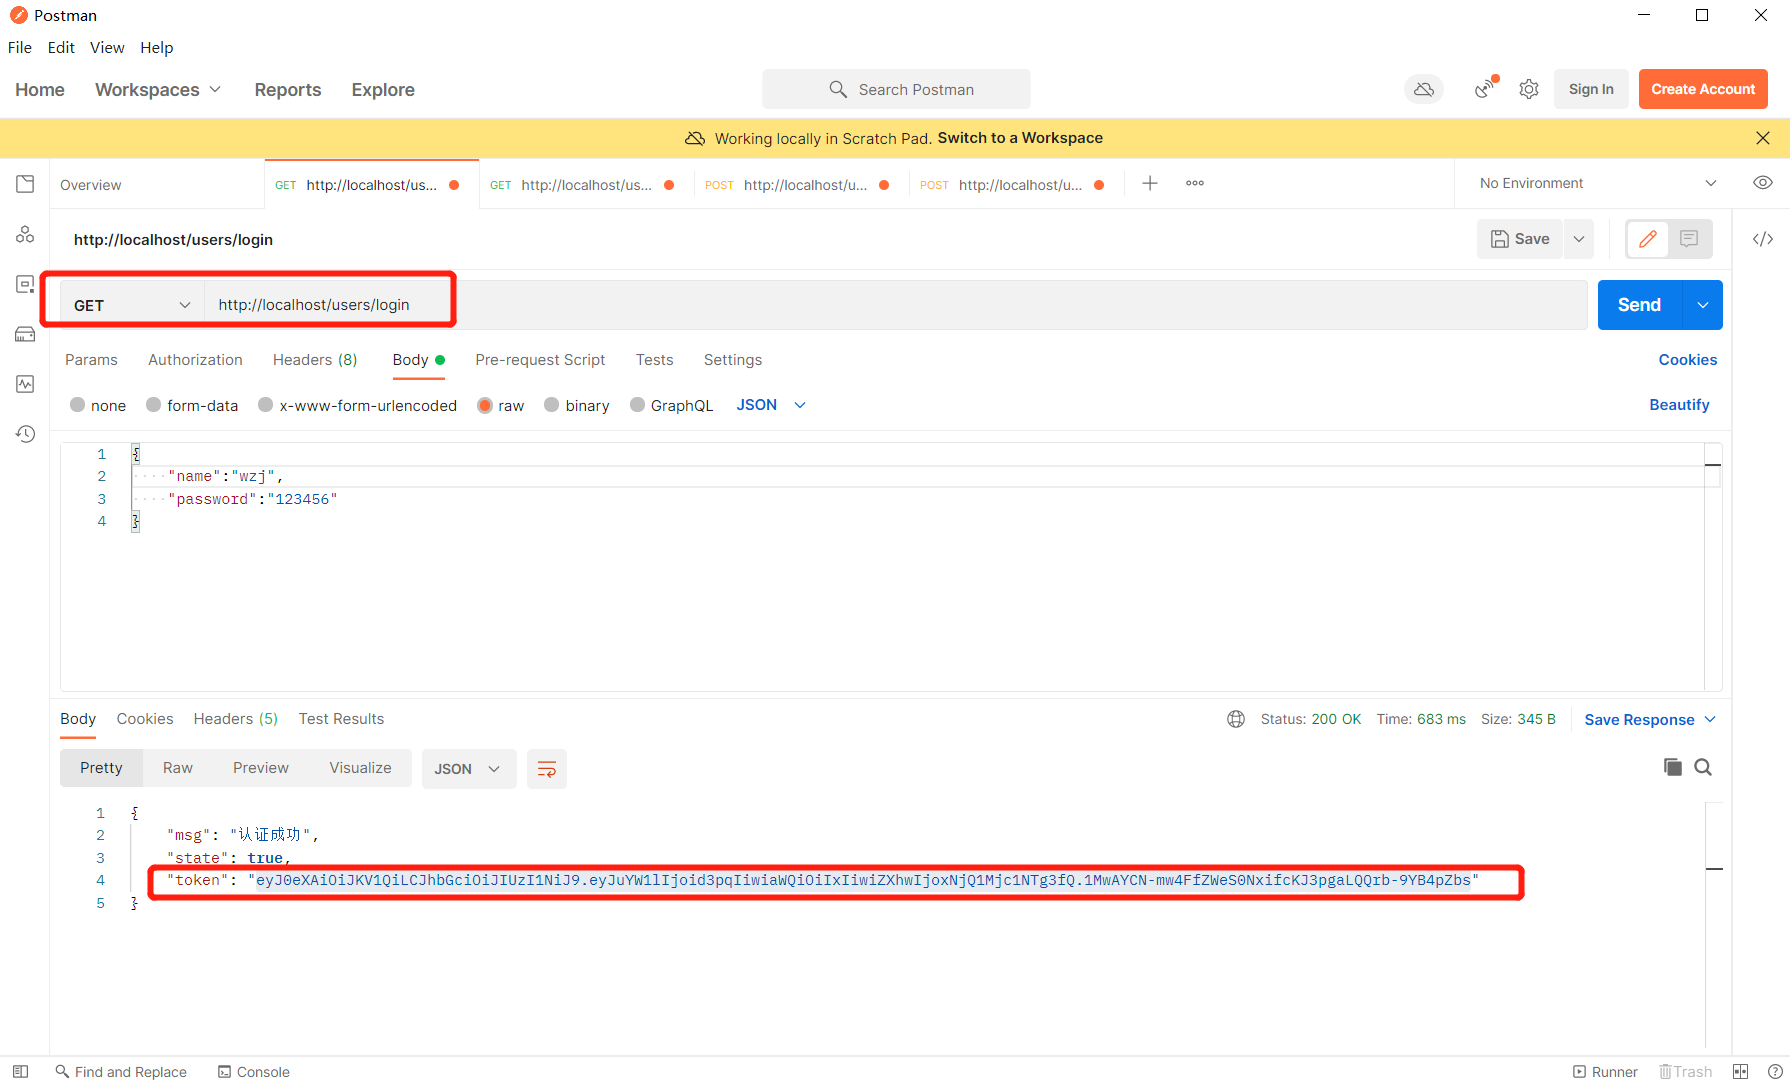 Postman
File Edit View Help
Home Workspaces Reports Explore Search Postman Sign In Create Account
Working locally in Scratch Pad. Switch to a Workspace
Overview GET http://localhost/us... GET http://localhost/us... POST http://localhost/u... POST http://localhost/u... No Environment
http://localhost/users/login Save
GET http://localhost/users/login Send
Params Authorization Headers (8) Body Pre-request Script Tests Settings Cookies
none form-data x-www-form-urlencoded raw binary GraphQL JSON Beautify
1 {
2 "name":"wzj",
3 "password":"123456"
4 }
Body Cookies Headers (5) Test Results Status: 200 OK Time: 683 ms Size: 345 B Save Response
Pretty Raw Preview Visualize JSON
1 {
2 "msg": "认证成功",
3 "state": true,
4 "token": "eyJ0eXAiOiJKV1QiLCJhbGciOiJIUzI1NiJ9.eyJuYW1lIjoid3pqIiwiaWQiOiIxIiwiZXhwIjoxNjQ1Mjc1NTg3fQ.1MwAYCN-mw4FfZWeS0NxifcKJ3pgaLQQrb-9YB4pZbs"
5 }
Find and Replace Console Runner Trash